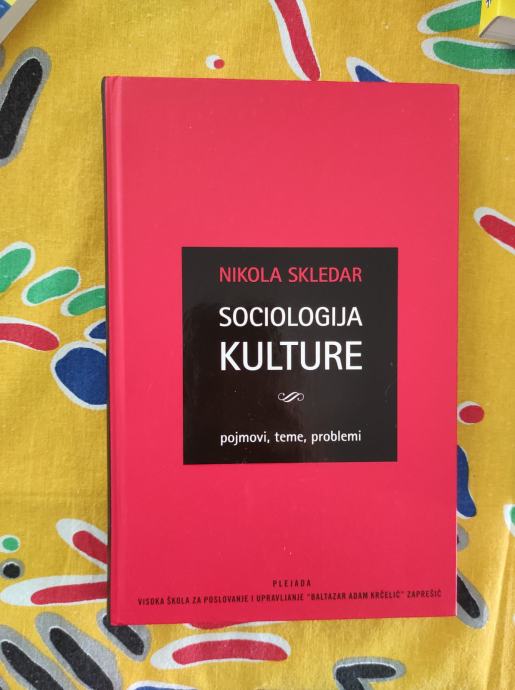 NIKOLA SKLEDAR
SOCIOLOGIJA
KULTURE
pojmovi, teme, problemi
PLEJADA
VISOKA ŠKOLA ZA POSLOVANJE I UPRAVLJANJE "BALTAZAR ADAM KRČELIĆ" ZAPREŠIĆ